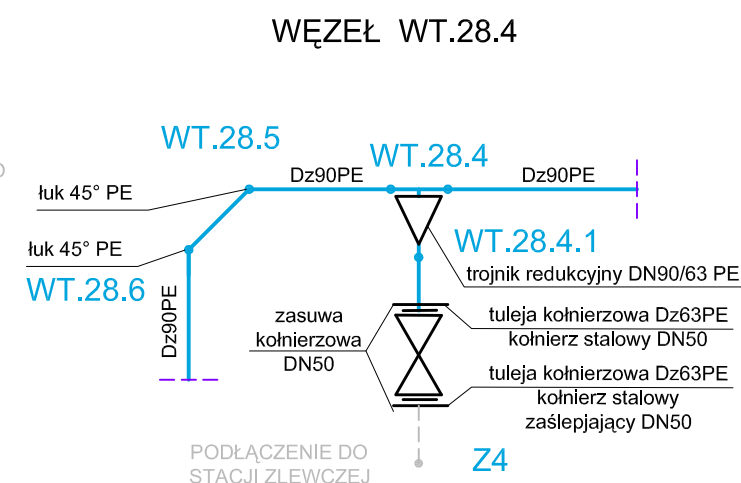 WĘZEŁ WT.28.4
WT.28.5
WT.28.4
Dz90PE
Dz90PE
łuk 45° PE
łuk 45° PE
WT.28.6
Dz90PE
WT.28.4.1
trojnik redukcyjny DN90/63 PE
zasuwa
kołnierzowa
DN50
tuleja kołnierzowa Dz63PE
kołnierz stalowy DN50
tuleja kołnierzowa Dz63PE
kołnierz stalowy
zaślepjający DN50
PODŁĄCZENIE DO
STACJI ZLEWCZEJ
Z4